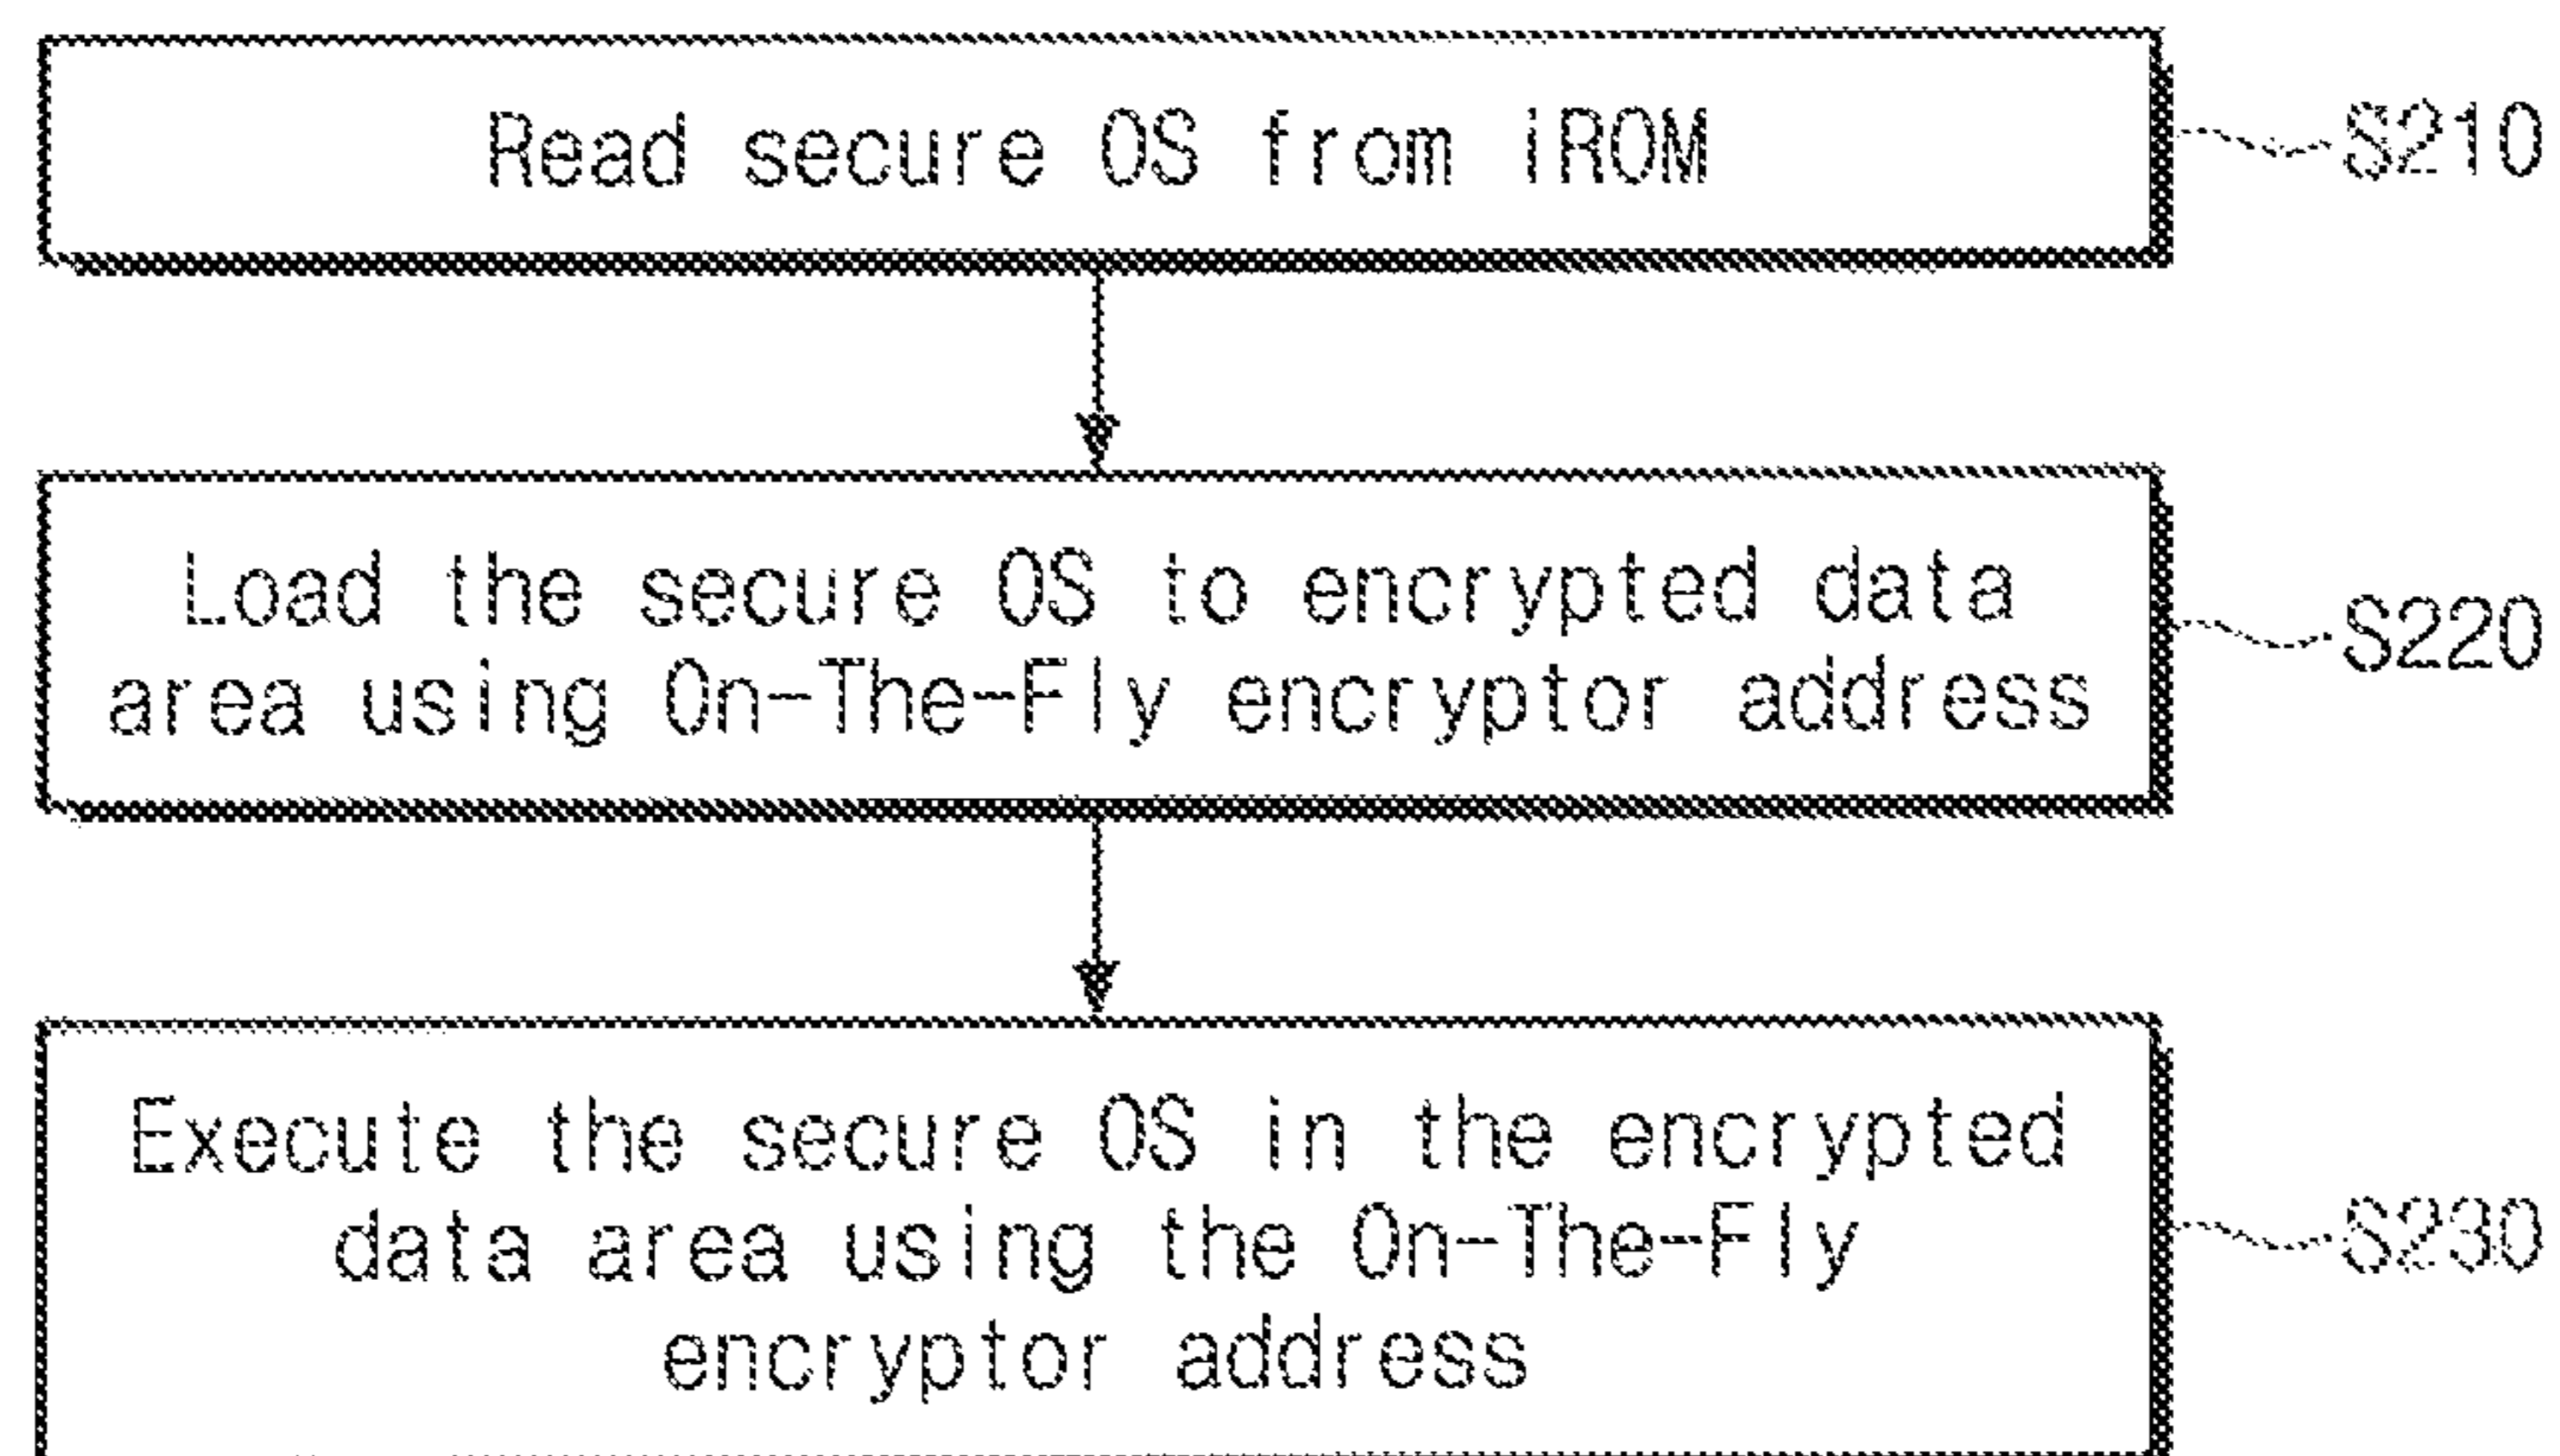 Read secure OS from iROM
S210
Load the secure OS to encrypted data
area using On-The-Fly encryptor address
S220
Execute the secure OS in the encrypted
data area using the On-The-Fly
encryptor address
S230